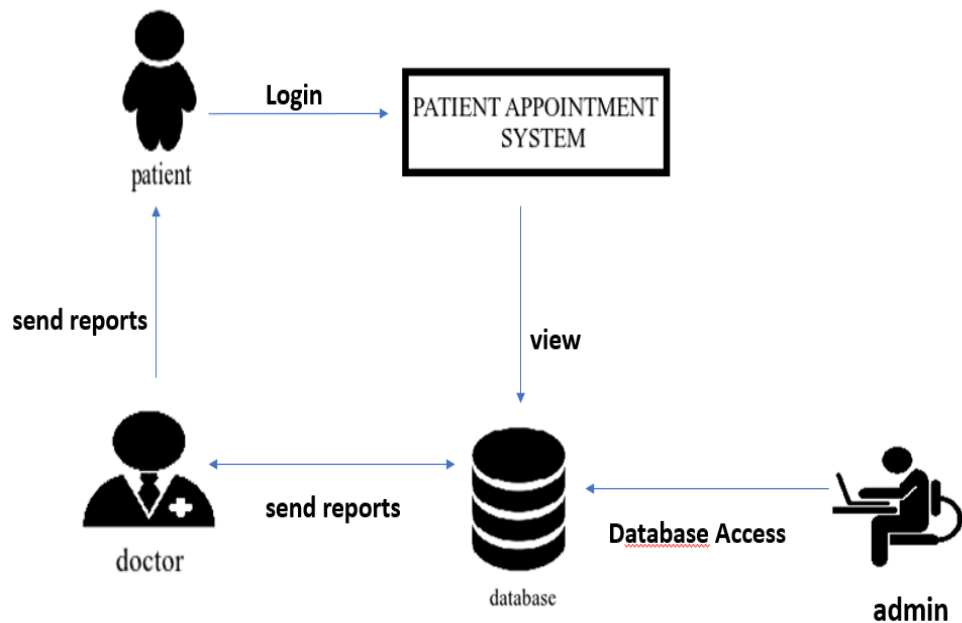 Login
PATIENT APPOINTMENT
SYSTEM
patient
send reports
view
send reports
Database Access
doctor
database
admin